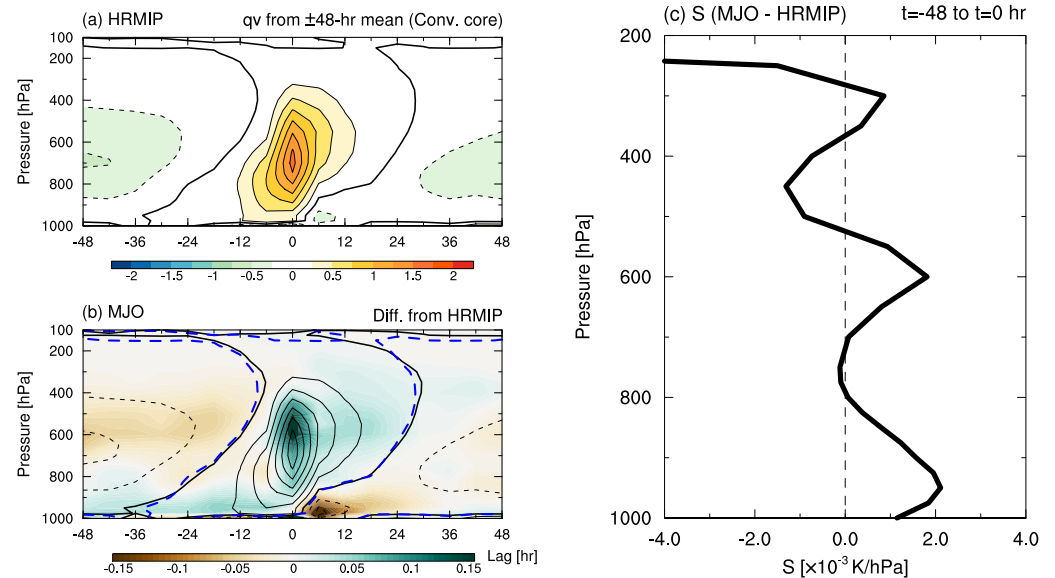 (a) HRMIP qv from ±48-hr mean (Conv. core)
100
200
400
600
800
1000
Pressure [hPa]
-48 -36 -24 -12 0 12 24 36 48
-2 -1.5 -1 -0.5 0 0.5 1 1.5 2
(b) MJO Diff. from HRMIP
100
200
400
600
800
1000
Pressure [hPa]
-48 -36 -24 -12 0 12 24 36 48
Lag [hr]
-0.15 -0.1 -0.05 0 0.05 0.1 0.15
(c) S (MJO - HRMIP) t=-48 to t=0 hr
200
400
600
800
1000
Pressure [hPa]
-4.0 -2.0 0.0 2.0 4.0
S [×10⁻³ K/hPa]